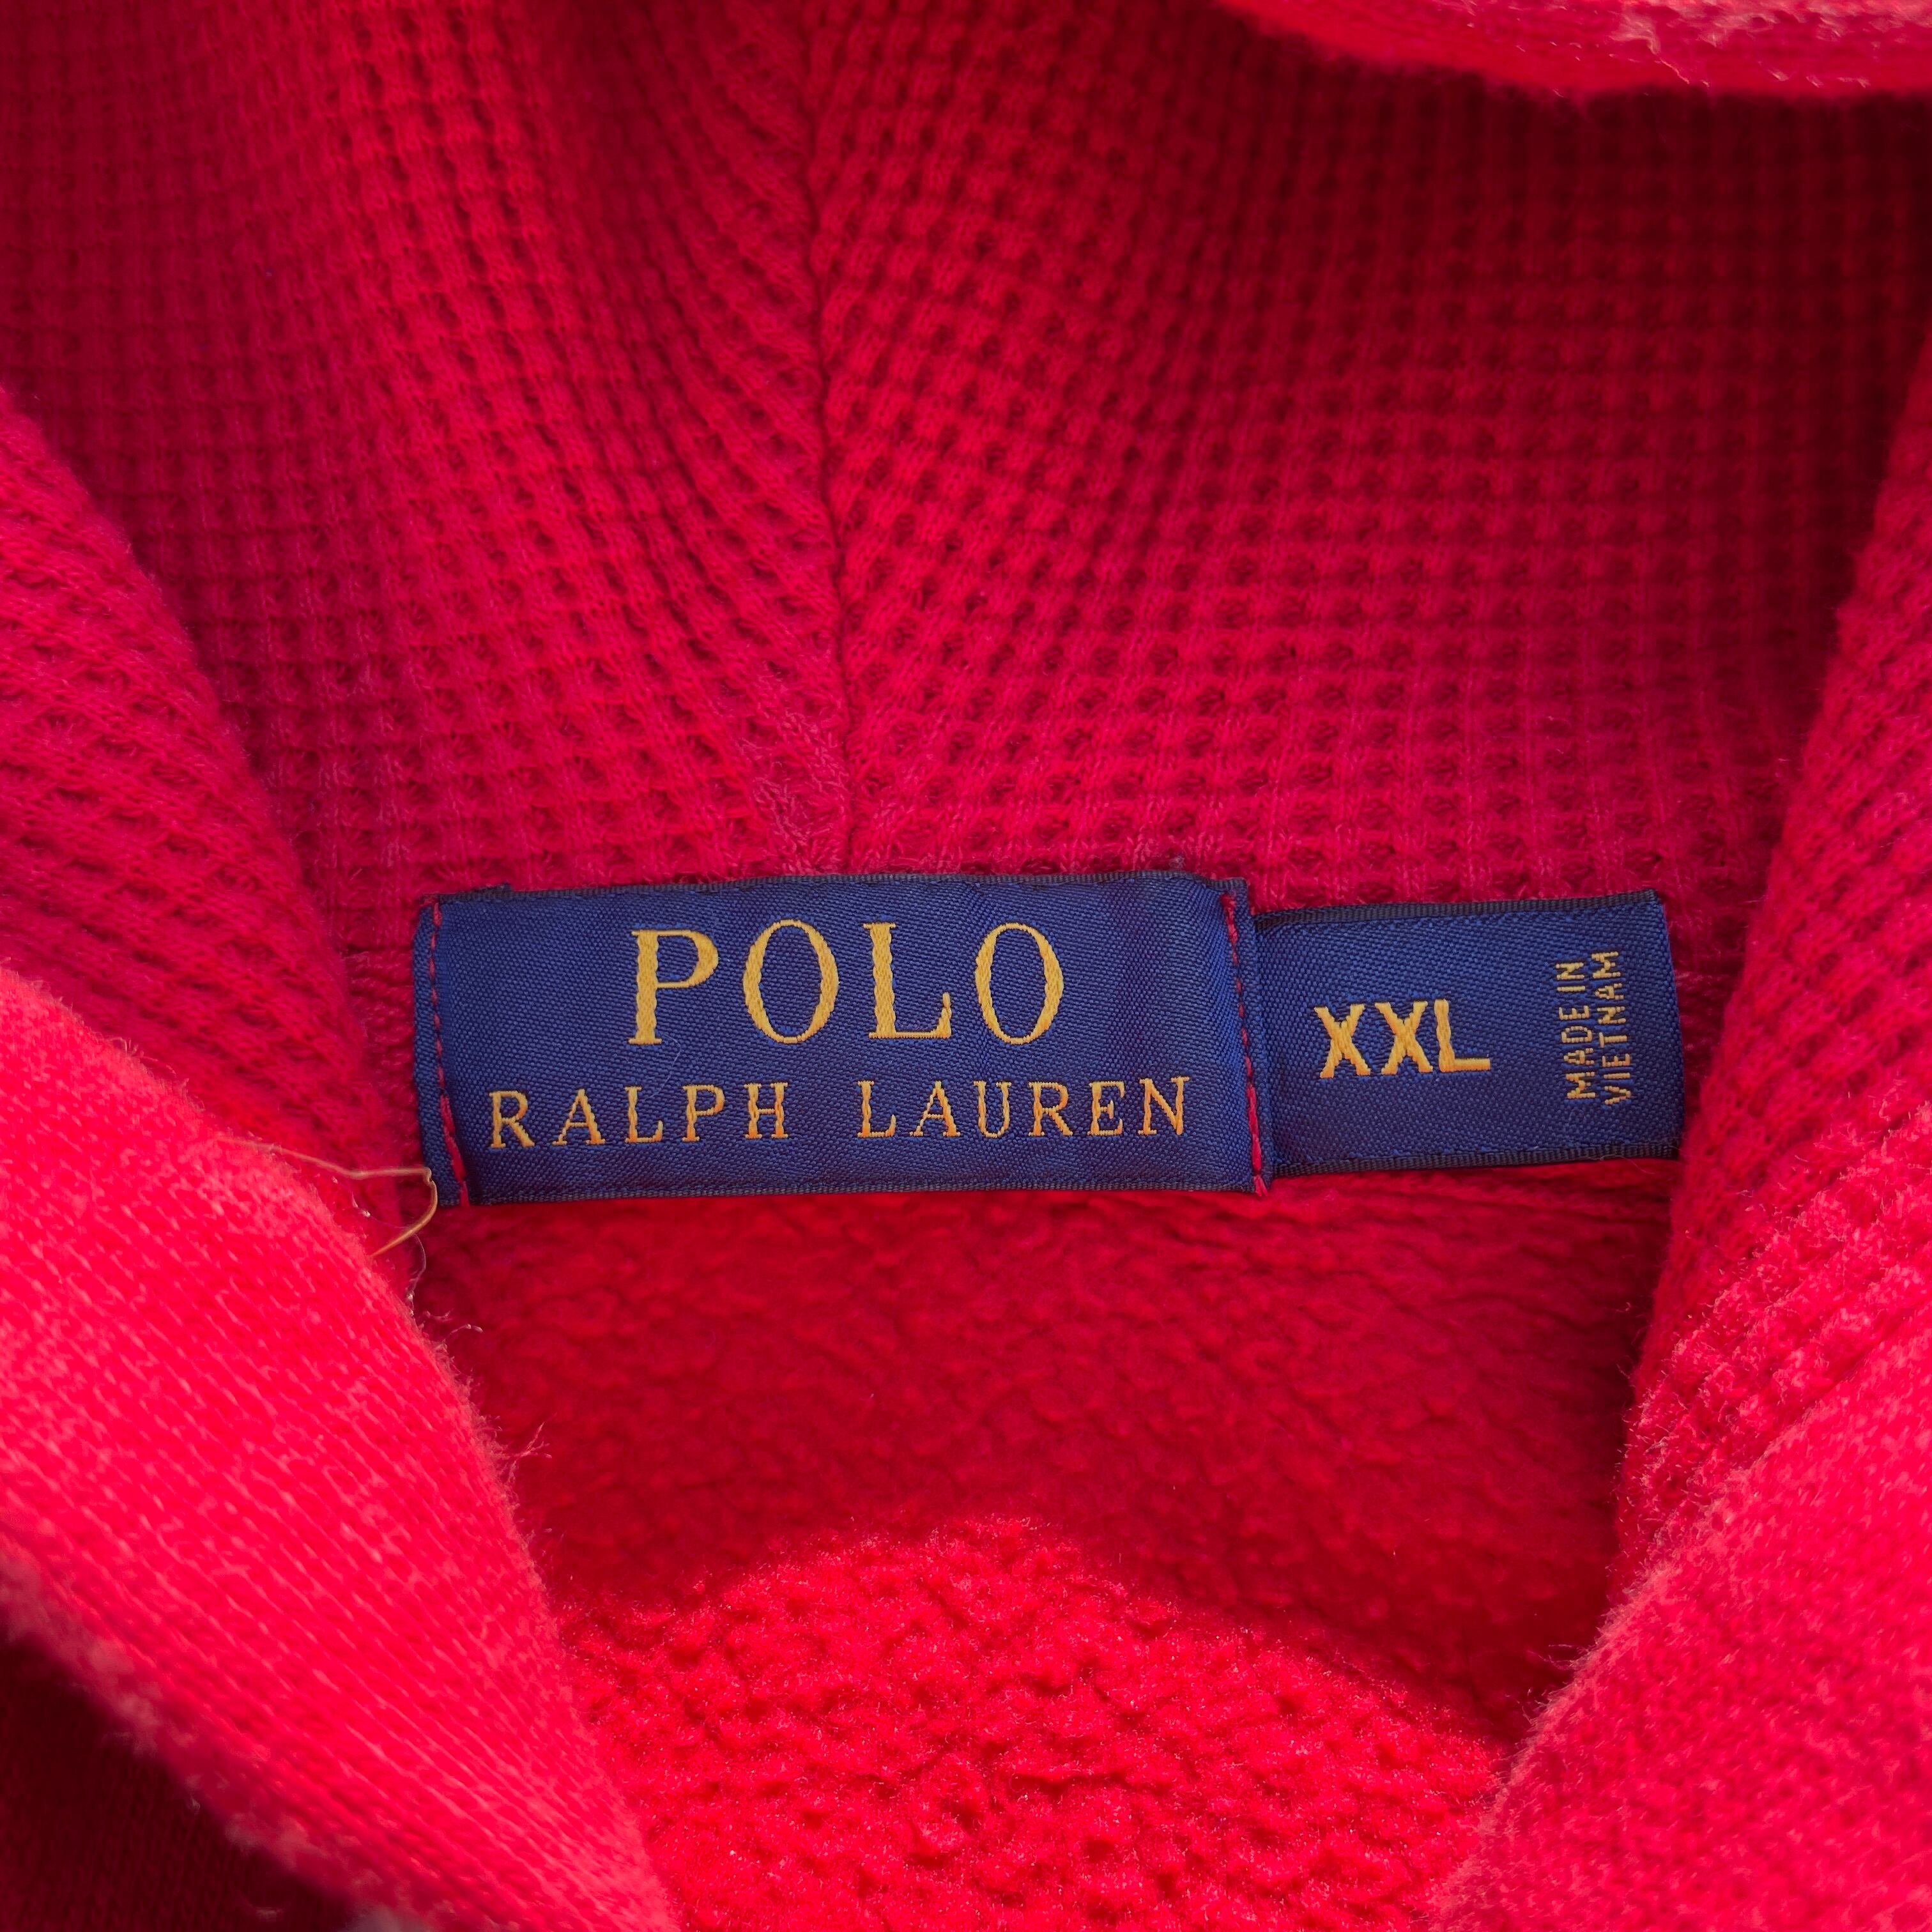 POLO
RALPH LAUREN
XXL
MADE IN
VIETNAM